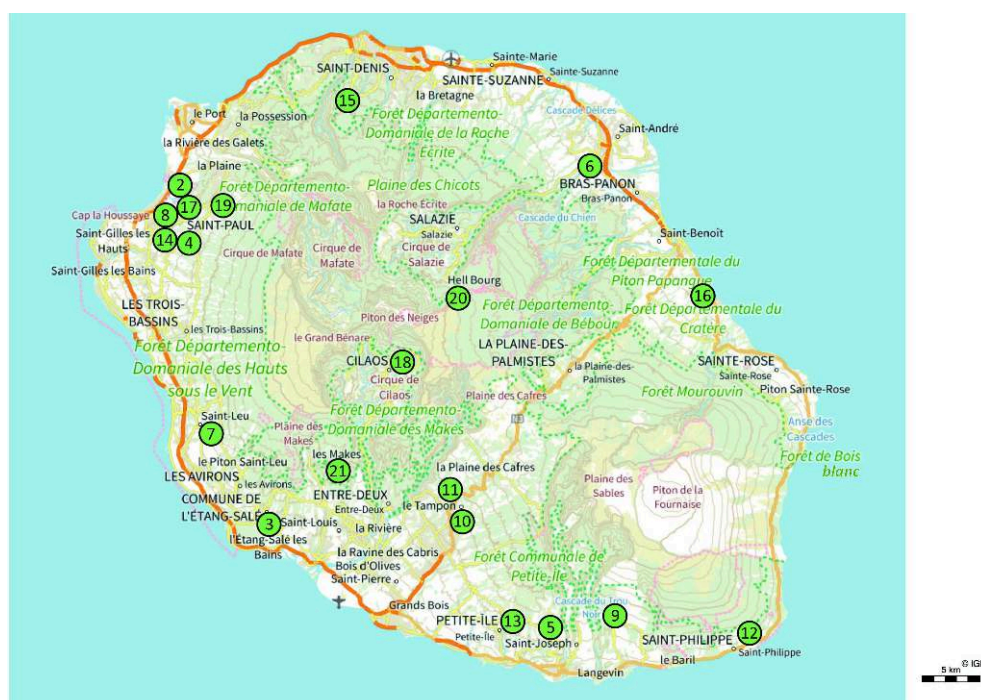 Sainte-Marie
SAINT-DENIS
SAINTE-SUZANNE
Sainte-Suzanne
15
la Bretagne
le Port
la Possession
Forêt Départemento-
Domaniale de la Roche
Écrite
Cascade Délices
Saint-André
la Rivière des Galets
la Plaine
6
BRAS-PANON
Bras-Panon
2
Forêt Départemento-
Domaniale de Mafate
Plaine des Chicots
la Roche Écrite
17
19
8
Cap la Houssaye
SAINT-PAUL
SALAZIE
Salazie
Cascade du Chien
Saint-Benoît
Saint-Gilles les
Hauts
14
4
Cirque de Mafate
Cirque de
Mafate
Cirque de
Salazie
Saint-Gilles les Bains
Hell Bourg
20
Forêt Départementale du
Piton Papangue
16
LES TROIS-
BASSINS
les Trois-Bassins
Piton des Neiges
Forêt Départemento-
Domaniale de Bébour
Forêt Départementale du
Cratère
le Grand Bénare
Forêt Départemento-
Domaniale des Hauts
sous le Vent
CILAOS
18
Cirque de
Cilaos
LA PLAINE-DES-
PALMISTES
la Plaine-des-
Palmistes
SAINTE-ROSE
Sainte-Rose
Piton Sainte-Rose
Plaine des Cafres
Forêt Mourouvin
Saint-Leu
7
Forêt Départemento-
Domaniale des Makes
N3
Anse des
Cascades
Plaine des
Makes
les Makes
21
Forêt de Bois
blanc
le Piton Saint-Leu
LES AVIRONS
les Avirons
la Plaine des Cafres
11
Plaine des
Sables
Piton de la
Fournaise
COMMUNE DE
L'ÉTANG-SALÉ
3
ENTRE-DEUX
Entre-Deux
le Tampon
10
Saint-Louis
la Rivière
l'Étang-Salé les
Bains
la Ravine des Cabris
Bois d'Olives
Saint-Pierre
Forêt Communale de
Petite-Île
Grands Bois
Cascade du Trou
Noir
PETITE-ÎLE
Petite-Île
13
5
9
Saint-Joseph
SAINT-PHILIPPE
12
Saint-Philippe
le Baril
Langevin
5 km
© IG